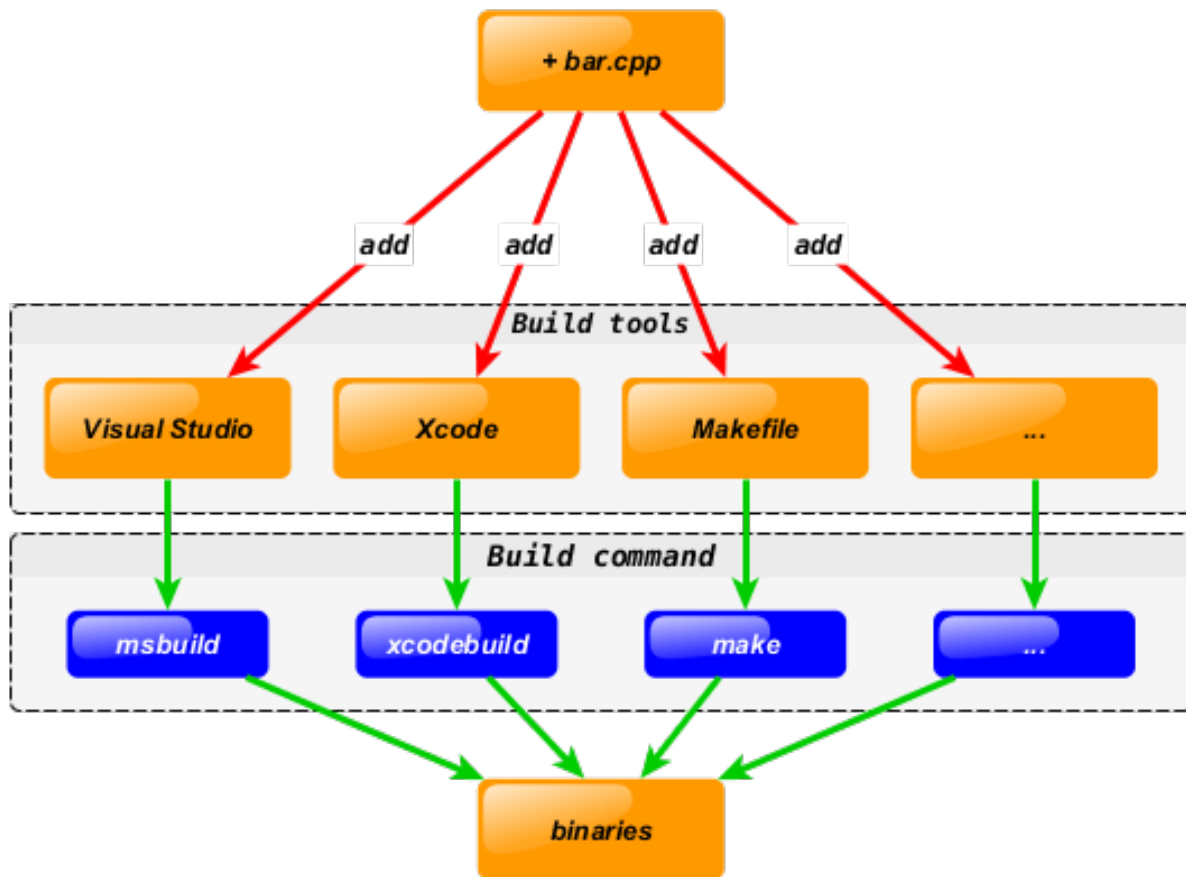 + bar.cpp
add add add add
Build tools
Visual Studio Xcode Makefile ...
Build command
msbuild xcodebuild make ...
binaries